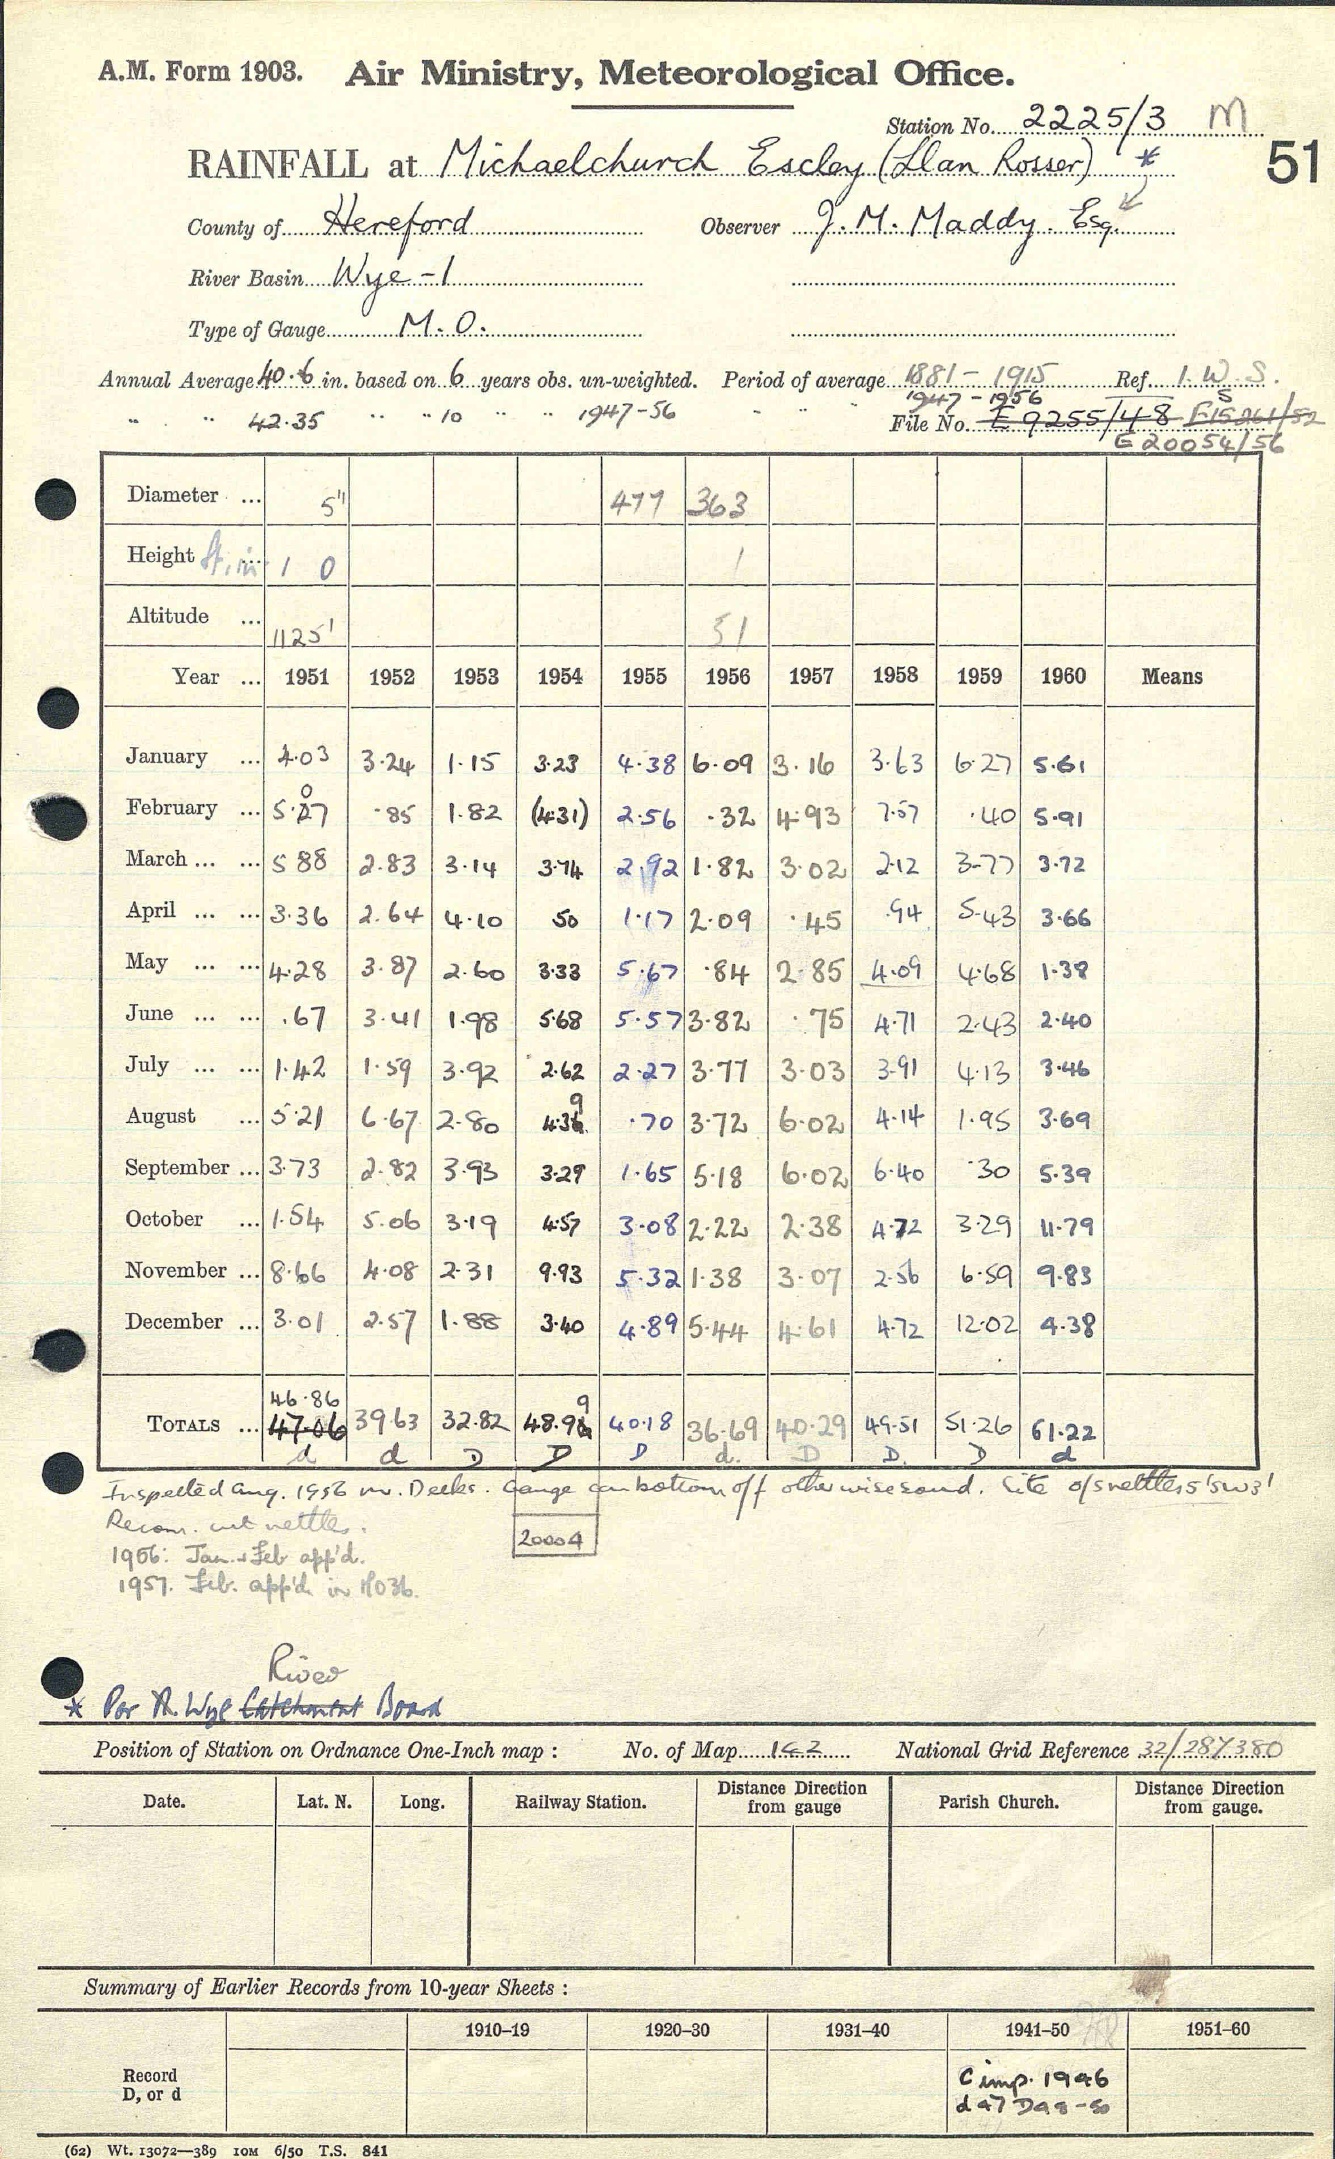 A.M. Form 1903. Air Ministry, Meteorological Office.
Station No. 2225/3 M
RAINFALL at Michaelchurch Escley (Llan Rosser) *
51
County of Hereford Observer J. M. Maddy. Esq.
River Basin Wye-1
Type of Gauge M.O.
Annual Average 40.6 in. based on 6 years obs. un-weighted. Period of average 1881 - 1915 Ref. I.W.S.
" " 42.35 " " 10 " " 1947-56 " " 1947-1956
File No. E 9255/48 F15261/52
S
G20054/56
Diameter ... 5" 477 363
Height ft. in. 1 0 1
Altitude ... 1125' 51
Year ... 1951 1952 1953 1954 1955 1956 1957 1958 1959 1960 Means
January ... 4.03 3.24 1.15 3.23 4.38 6.09 3.16 3.63 6.27 5.61
0
February ... 5.27 .85 1.82 (4.31) 2.56 .32 4.93 7.57 .40 5.91
March ... ... 5 88 2.83 3.14 3.74 2.92 1.82 3.02 2.12 3.77 3.72
April ... ... 3.36 2.64 4.10 50 1.17 2.09 .45 .94 5.43 3.66
May ... ... 4.28 3.87 2.60 3.33 5.67 .84 2.85 4.09 4.68 1.38
June ... ... .67 3.41 1.98 5.68 5.57 3.82 .75 4.71 2.43 2.40
July ... ... 1.42 1.59 3.92 2.62 2.27 3.77 3.03 3.91 4.13 3.46
9
August ... 5.21 6.67 2.80 4.36 .70 3.72 6.02 4.14 1.95 3.69
September ... 3.73 2.82 3.93 3.29 1.65 5.18 6.02 6.40 .30 5.39
October ... 1.54 5.06 3.19 4.57 3.08 2.22 2.38 4.72 3.29 11.79
November ... 8.66 4.08 2.31 9.93 5.32 1.38 3.07 2.56 6.59 9.83
December ... 3.01 2.57 1.88 3.40 4.89 5.44 4.61 4.72 12.02 4.38
46.86 9
TOTALS ... 47.06 39.63 32.82 48.96 40.18 36.69 40.29 49.51 51.26 61.22
d d D D D d. D D. D d
Inspected Aug. 1956 Mr. Deeks. Gauge can bottom off otherwise sound. Site o/s nettles 5' SW 3'
Recom. cut nettles.
20004
1956: Jan. & Feb app'd.
1957. Feb. app'd. in
River
* Per R. Wye Catchment Board
Position of Station on Ordnance One-Inch map : No. of Map 142 National Grid Reference 32/287380
Date. Lat. N. Long. Railway Station. Distance Direction from gauge Parish Church. Distance Direction from gauge.
Summary of Earlier Records from 10-year Sheets :
1910–19 1920–30 1931–40 1941–50 1951–60
Record C imp. 1946
D, or d d 47 D48-50
(62) Wt. 13072—389 10M 6/50 T.S. 841